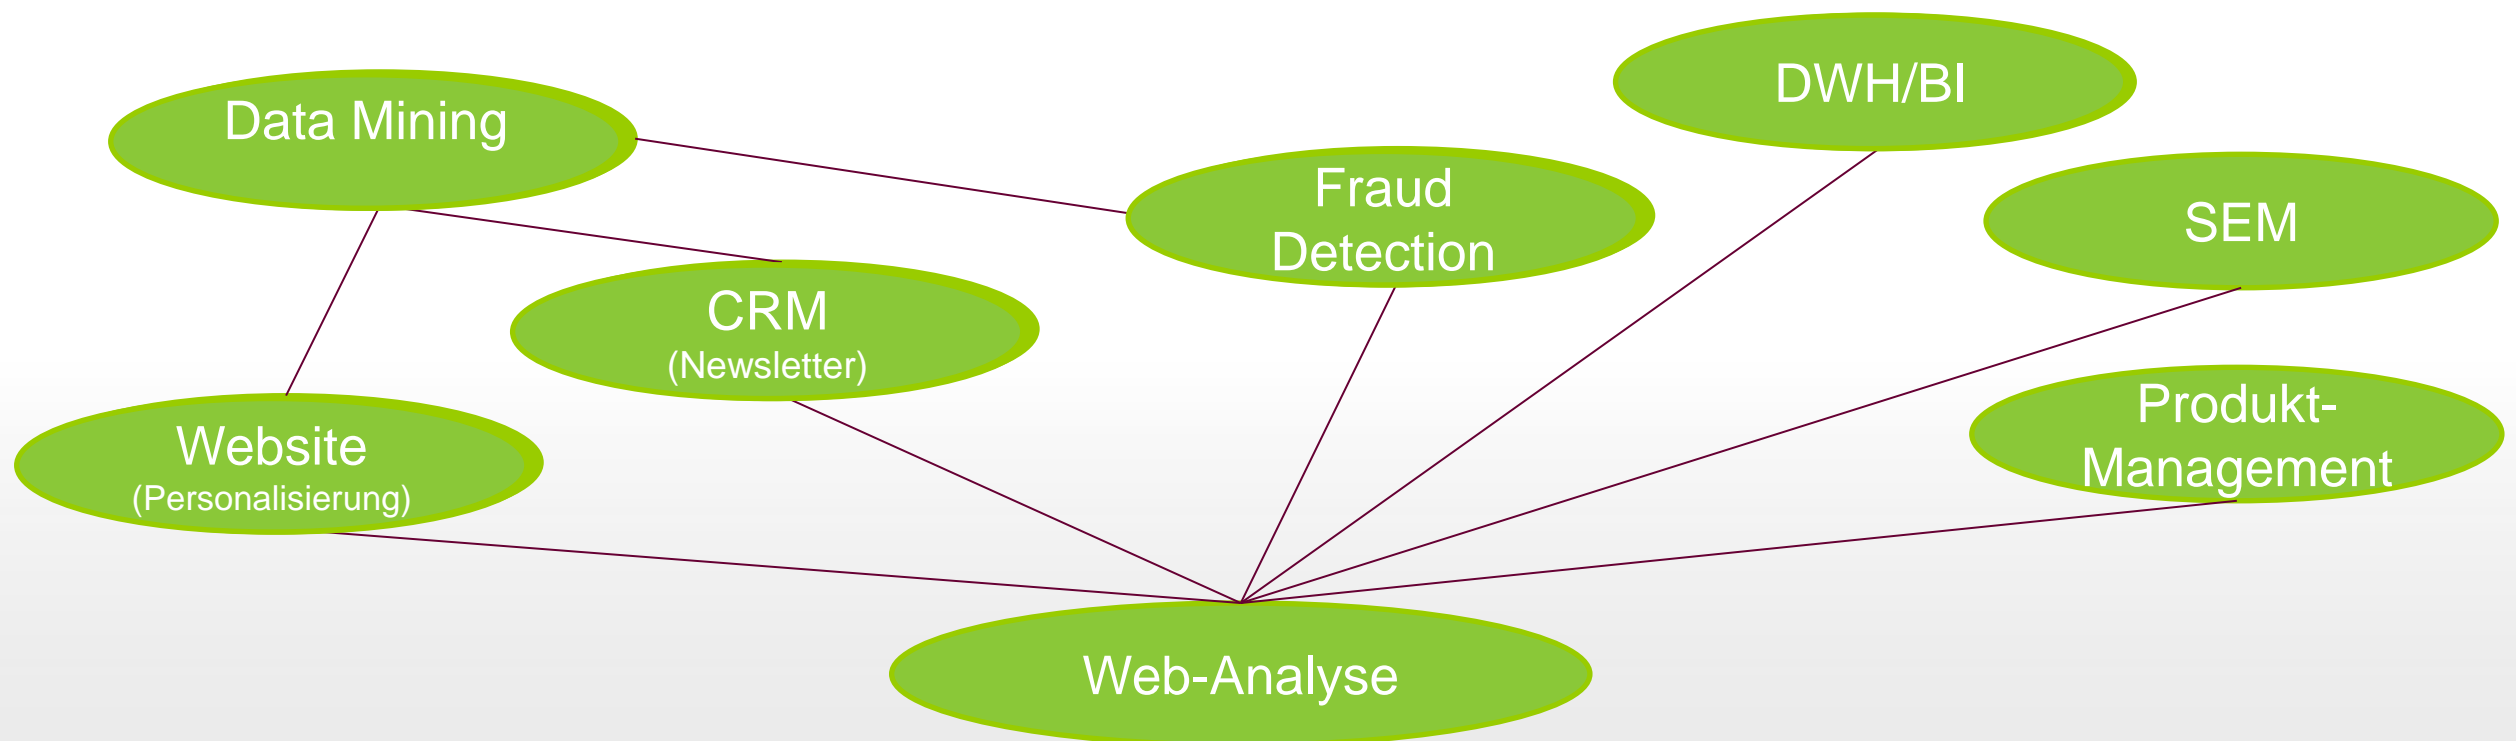 Data Mining
DWH/BI
Fraud
Detection
SEM
CRM
(Newsletter)
Produkt-
Management
Website
(Personalisierung)
Web-Analyse